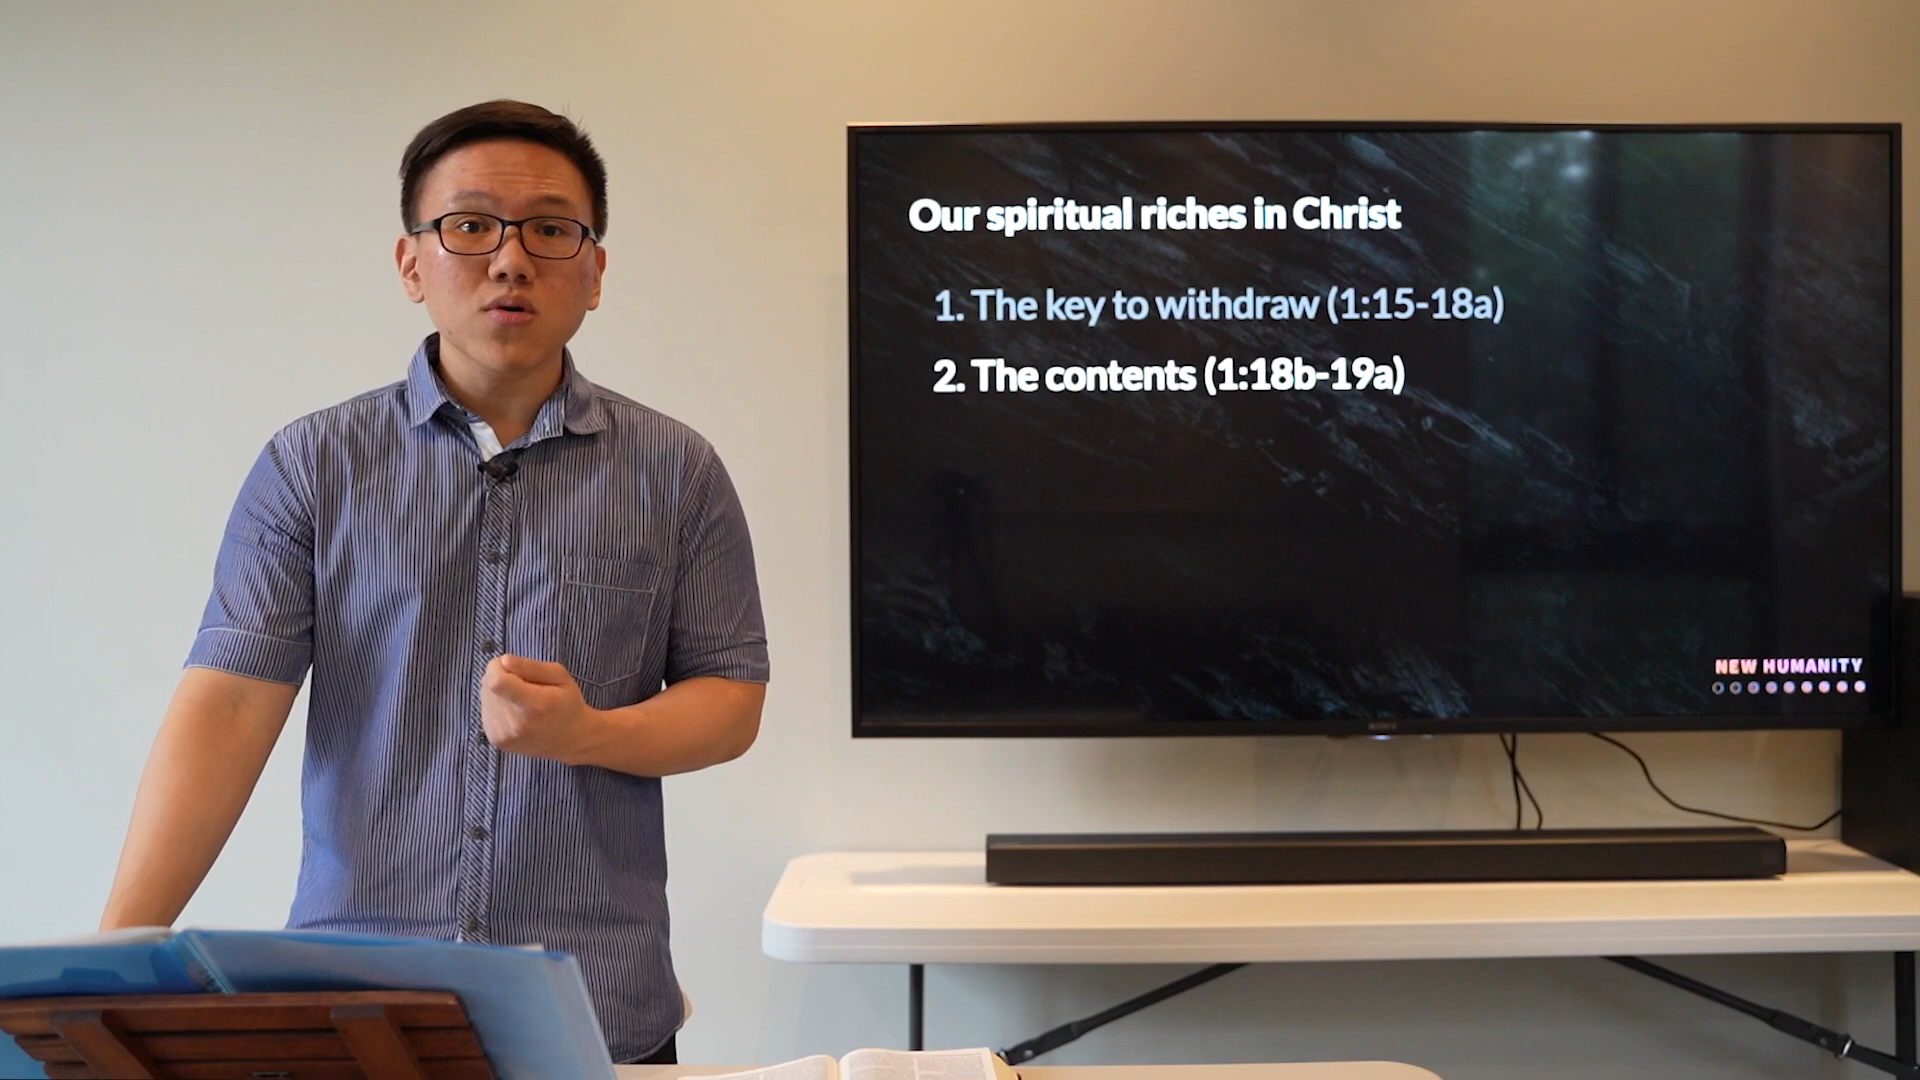 Our spiritual riches in Christ
1. The key to withdraw (1:15-18a)
2. The contents (1:18b-19a)
NEW HUMANITY
SONY